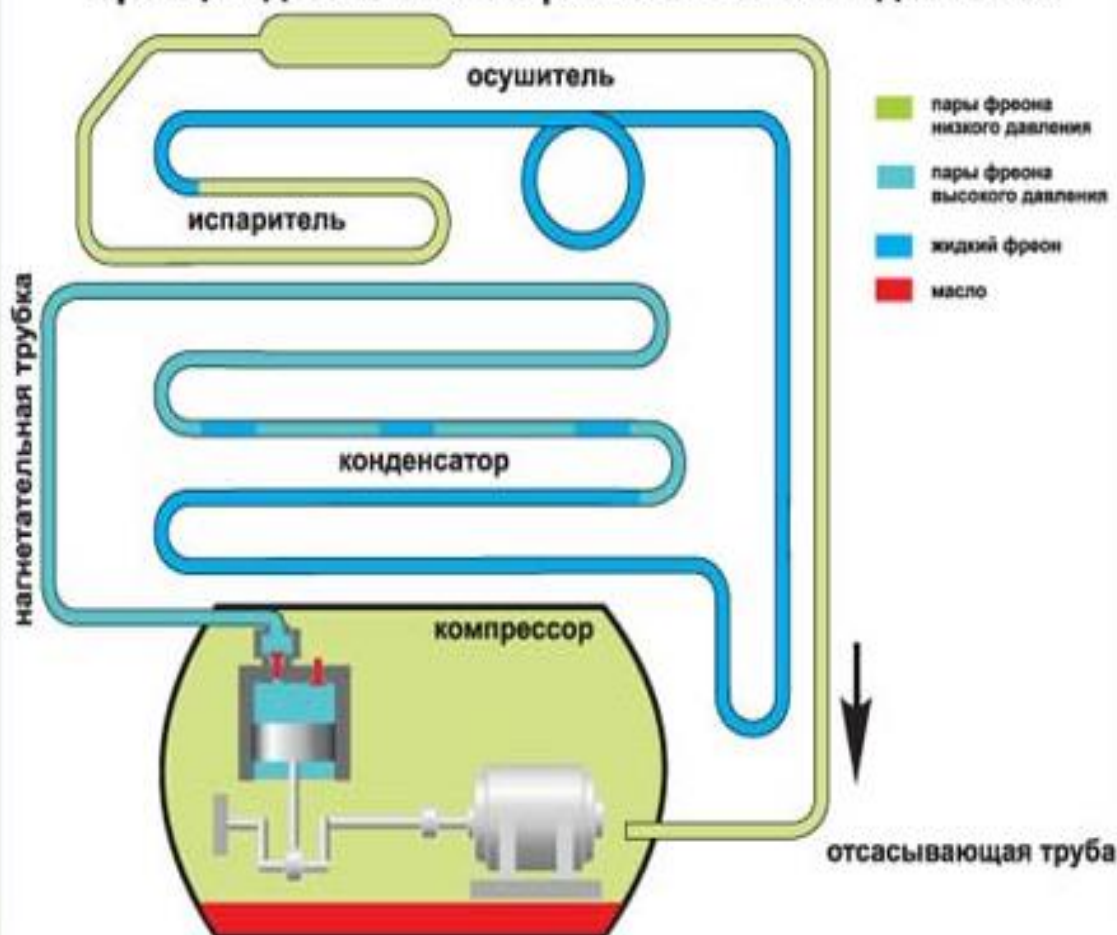 осушитель
пары фреона
низкого давления
пары фреона
высокого давления
испаритель
жидкий фреон
масло
нагнетательная трубка
конденсатор
компрессор
отсасывающая труба